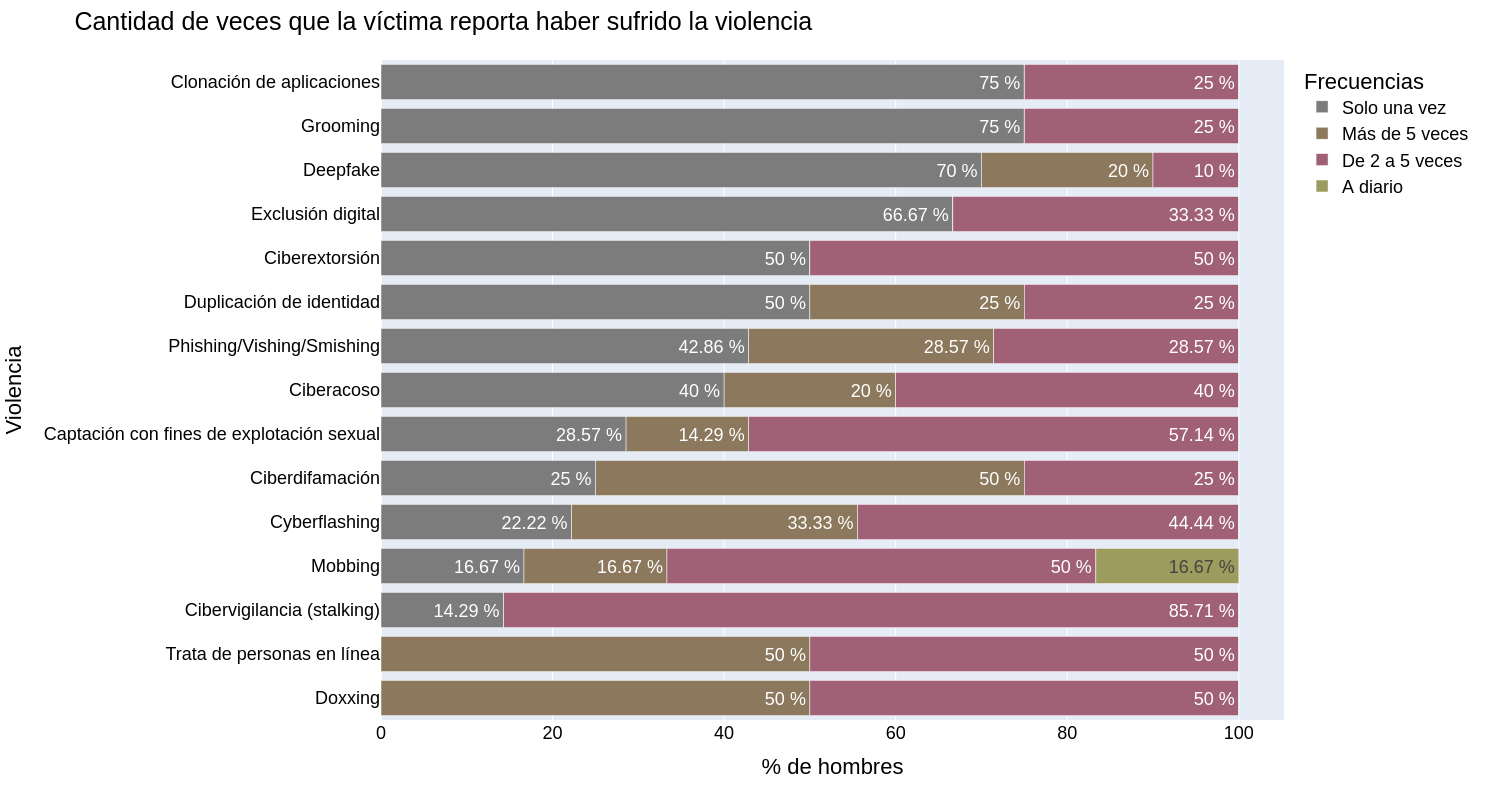 Cantidad de veces que la víctima reporta haber sufrido la violencia
Clonación de aplicaciones 75 % 25 %
Grooming 75 % 25 %
Deepfake 70 % 20 % 10 %
Exclusión digital 66.67 % 33.33 %
Ciberextorsión 50 % 50 %
Duplicación de identidad 50 % 25 % 25 %
Phishing/Vishing/Smishing 42.86 % 28.57 % 28.57 %
Ciberacoso 40 % 20 % 40 %
Captación con fines de explotación sexual 28.57 % 14.29 % 57.14 %
Ciberdifamación 25 % 50 % 25 %
Cyberflashing 22.22 % 33.33 % 44.44 %
Mobbing 16.67 % 16.67 % 50 % 16.67 %
Cibervigilancia (stalking) 14.29 % 85.71 %
Trata de personas en línea 50 % 50 %
Doxxing 50 % 50 %
0 20 40 60 80 100
% de hombres
Violencia
Frecuencias
Solo una vez
Más de 5 veces
De 2 a 5 veces
A diario